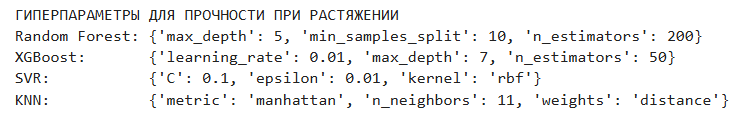 ГИПЕРПАРАМЕТРЫ ДЛЯ ПРОЧНОСТИ ПРИ РАСТЯЖЕНИИ
Random Forest: {'max_depth': 5, 'min_samples_split': 10, 'n_estimators': 200}
XGBoost: {'learning_rate': 0.01, 'max_depth': 7, 'n_estimators': 50}
SVR: {'C': 0.1, 'epsilon': 0.01, 'kernel': 'rbf'}
KNN: {'metric': 'manhattan', 'n_neighbors': 11, 'weights': 'distance'}